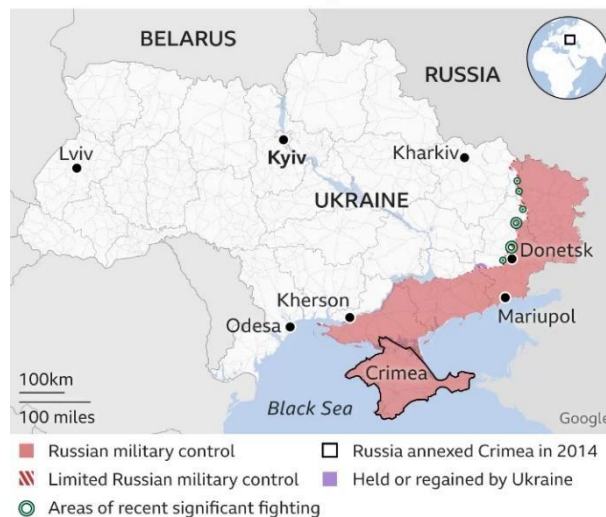 BELARUS
RUSSIA
Lviv
Kyiv
Kharkiv
UKRAINE
Donetsk
Kherson
Mariupol
Odesa
Crimea
100km
100 miles
Black Sea
Google
Russian military control
Russia annexed Crimea in 2014
Limited Russian military control
Held or regained by Ukraine
Areas of recent significant fighting